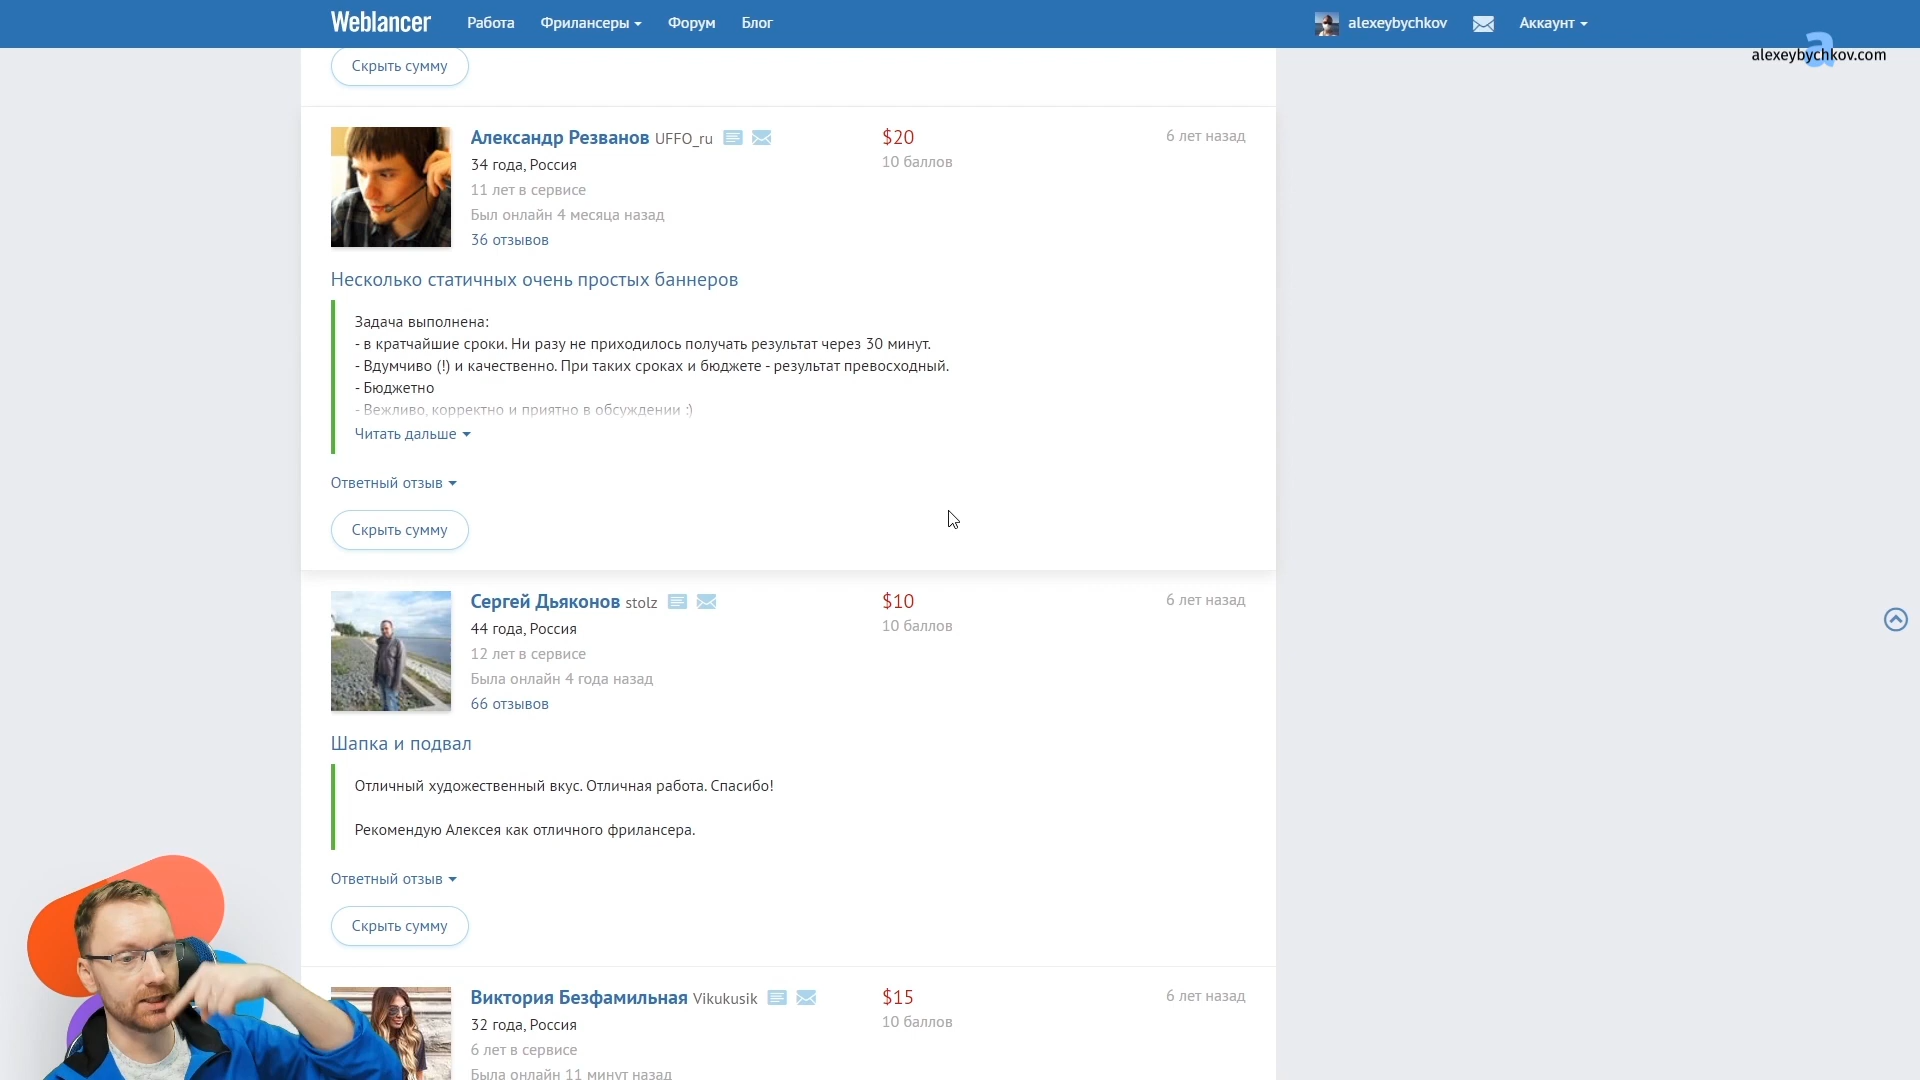 Weblancer Работа Фрилансеры Форум Блог alexeybychkov Аккаунт
alexeybychkov.com
Скрыть сумму
Александр Резванов UFFO_ru $20 6 лет назад
34 года, Россия 10 баллов
11 лет в сервисе
Был онлайн 4 месяца назад
36 отзывов
Несколько статичных очень простых баннеров
Задача выполнена:
- в кратчайшие сроки. Ни разу не приходилось получать результат через 30 минут.
- Вдумчиво (!) и качественно. При таких сроках и бюджете - результат превосходный.
- Бюджетно
- Вежливо, корректно и приятно в обсуждении :)
Читать дальше
Ответный отзыв
Скрыть сумму
Сергей Дьяконов stolz $10 6 лет назад
44 года, Россия 10 баллов
12 лет в сервисе
Была онлайн 4 года назад
66 отзывов
Шапка и подвал
Отличный художественный вкус. Отличная работа. Спасибо!
Рекомендую Алексея как отличного фрилансера.
Ответный отзыв
Скрыть сумму
Виктория Безфамильная Vikukusik $15 6 лет назад
32 года, Россия 10 баллов
6 лет в сервисе
Была онлайн 11 минут назад